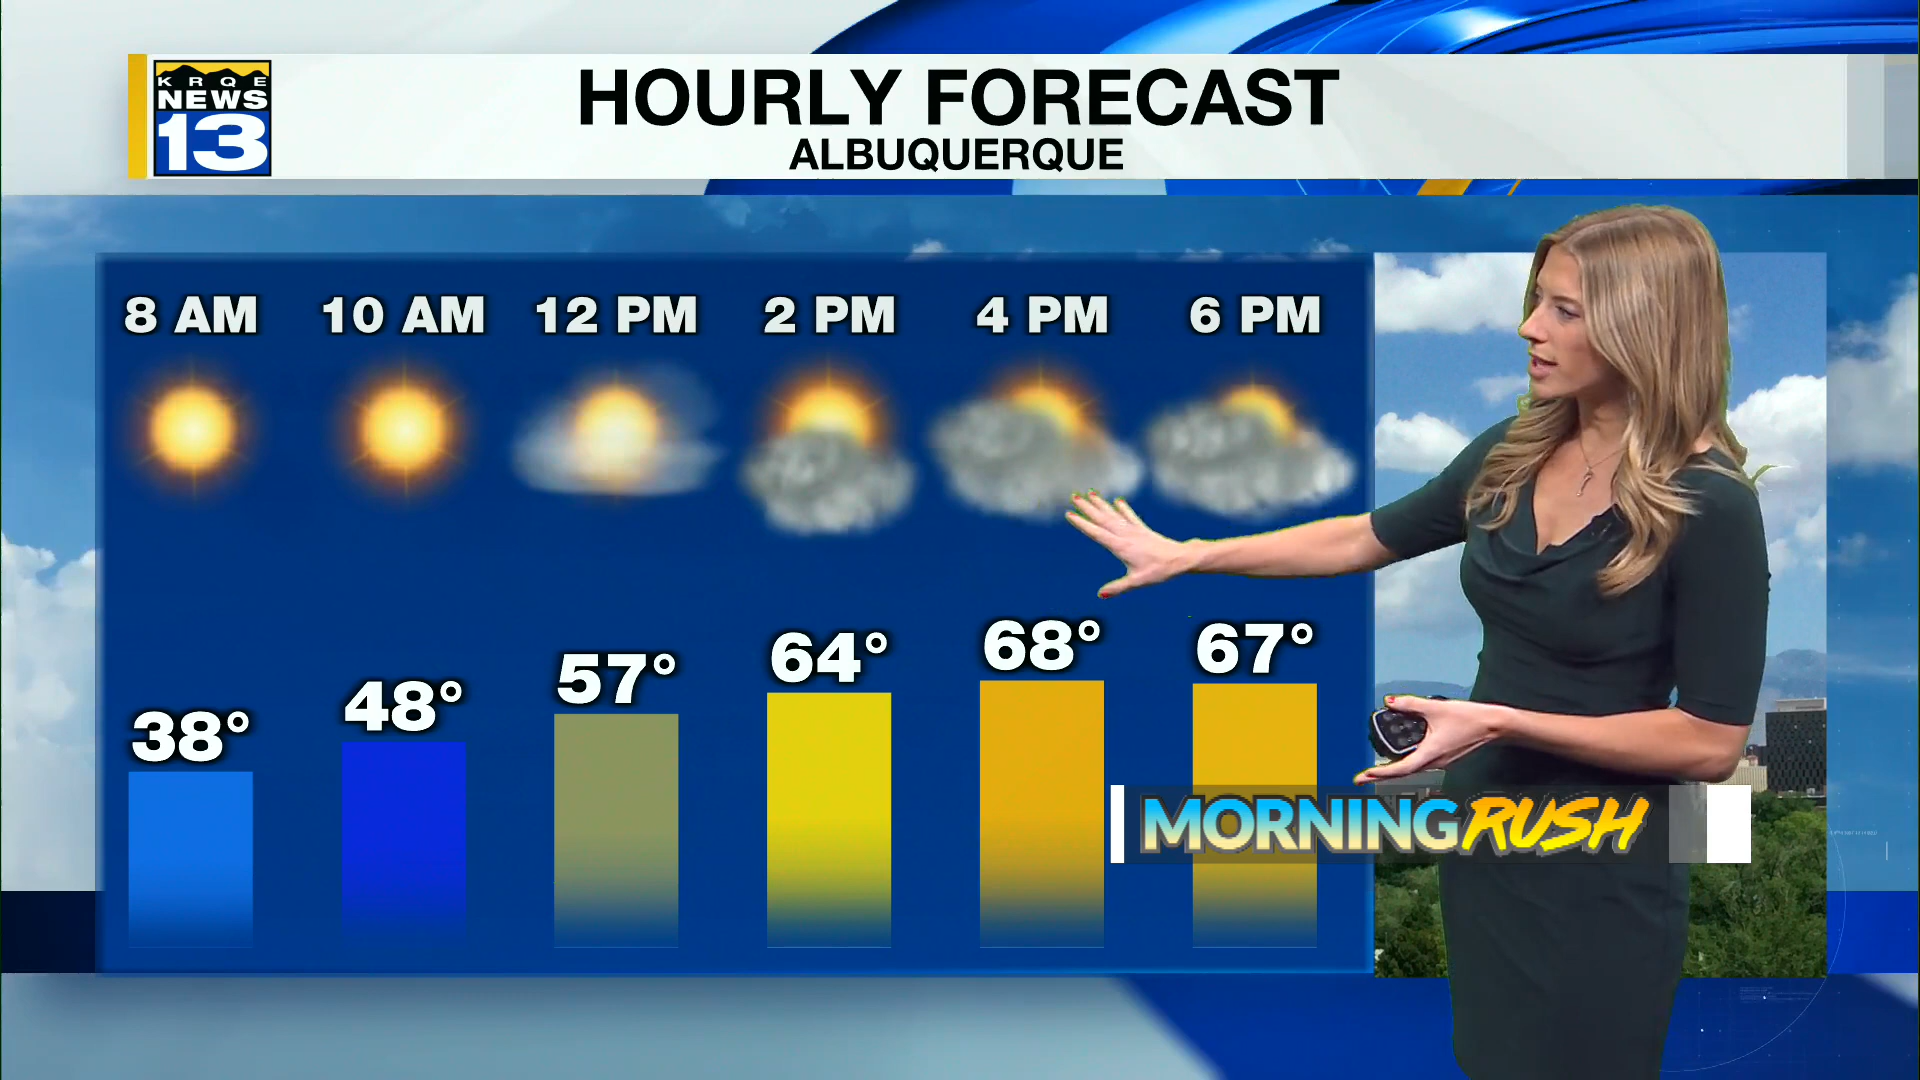 KRQE
NEWS
13
HOURLY FORECAST
ALBUQUERQUE
8 AM 10 AM 12 PM 2 PM 4 PM 6 PM
38° 48° 57° 64° 68° 67°
MORNING RUSH